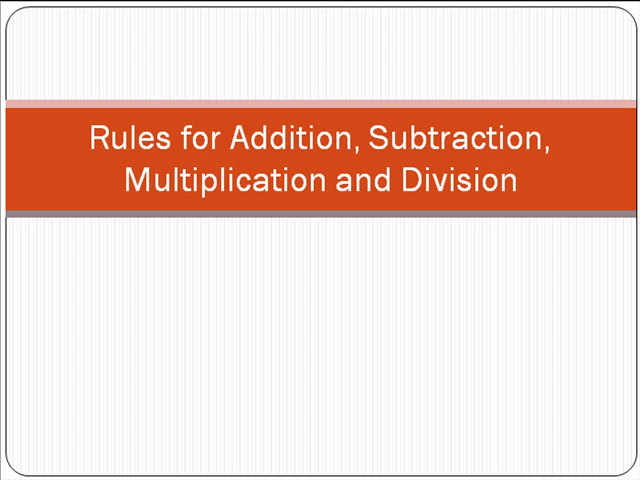 Rules for Addition, Subtraction,
Multiplication and Division